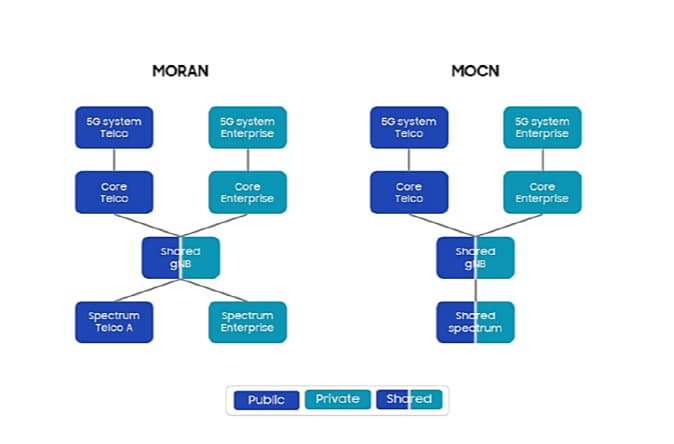 MORAN
MOCN
5G system
Telco
5G system
Enterprise
5G system
Telco
5G system
Enterprise
Core
Telco
Core
Enterprise
Core
Telco
Core
Enterprise
Shared
gNB
Shared
gNB
Spectrum
Telco A
Spectrum
Enterprise
Shared
spectrum
Public
Private
Shared